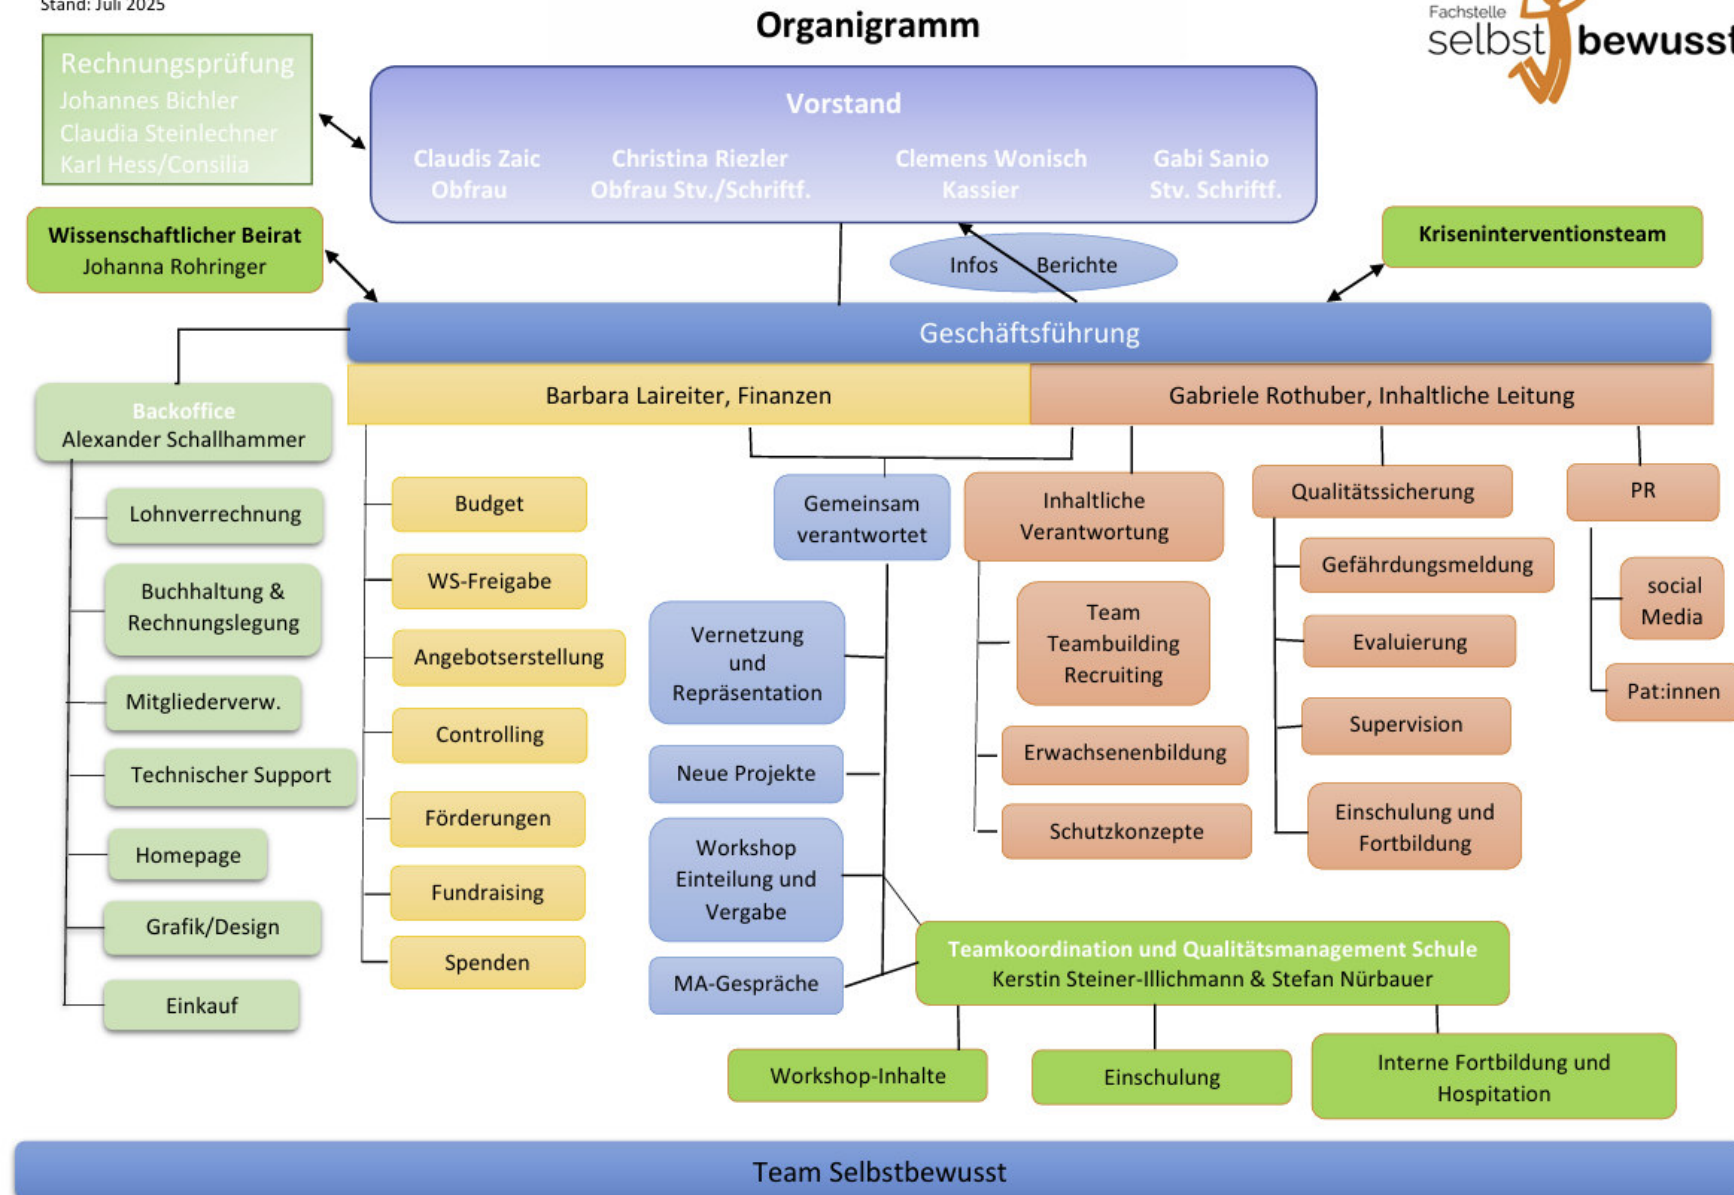 Stand: Juli 2025
Organigramm
Fachstelle
selbst bewusst
Rechnungsprüfung
Johannes Bichler
Claudia Steinlechner
Karl Hess/Consilia
Vorstand
Claudis Zaic
Obfrau
Christina Riezler
Obfrau Stv./Schriftf.
Clemens Wonisch
Kassier
Gabi Sanio
Stv. Schriftf.
Wissenschaftlicher Beirat
Johanna Rohringer
Infos Berichte
Kriseninterventionsteam
Geschäftsführung
Barbara Laireiter, Finanzen
Gabriele Rothuber, Inhaltliche Leitung
Backoffice
Alexander Schallhammer
Lohnverrechnung
Buchhaltung &
Rechnungslegung
Mitgliederverw.
Technischer Support
Homepage
Grafik/Design
Einkauf
Budget
WS-Freigabe
Angebotserstellung
Controlling
Förderungen
Fundraising
Spenden
Gemeinsam
verantwortet
Vernetzung
und
Repräsentation
Neue Projekte
Workshop
Einteilung und
Vergabe
MA-Gespräche
Inhaltliche
Verantwortung
Team
Teambuilding
Recruiting
Erwachsenenbildung
Schutzkonzepte
Qualitätssicherung
Gefährdungsmeldung
Evaluierung
Supervision
Einschulung und
Fortbildung
PR
social
Media
Pat:innen
Teamkoordination und Qualitätsmanagement Schule
Kerstin Steiner-Illichmann & Stefan Nürbauer
Workshop-Inhalte
Einschulung
Interne Fortbildung und
Hospitation
Team Selbstbewusst